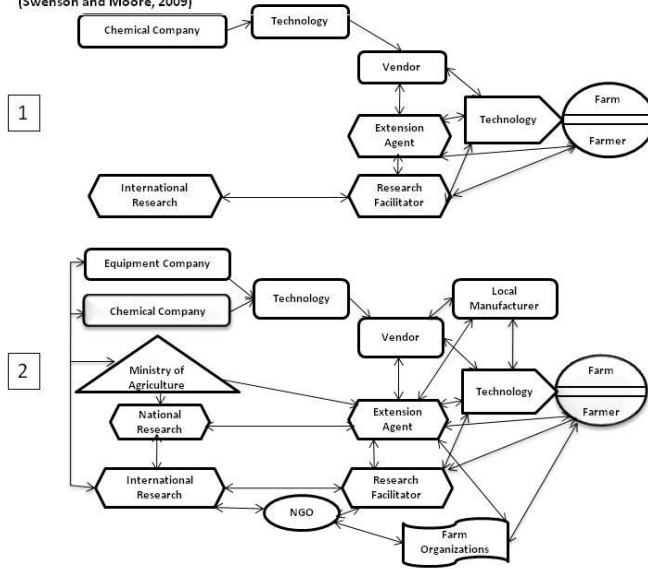 (Swenson and Moore, 2009)
Chemical Company
Technology
Vendor
1
Extension
Agent
Technology
Farm
Farmer
International
Research
Research
Facilitator
Equipment Company
Chemical Company
Technology
Local
Manufacturer
Vendor
2
Ministry of
Agriculture
Technology
Farm
Farmer
National
Research
Extension
Agent
International
Research
Research
Facilitator
NGO
Farm
Organizations